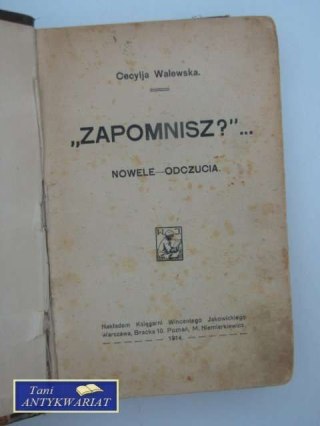 Cecylja Walewska.
„ZAPOMNISZ?"...
NOWELE—ODCZUCIA.
Nakładem Księgarni Wincentego Jakowickiego
warszawa, Bracka 10. Poznań, M. Niemierkiewicz.
1914.
Tani
ANTYKWARIAT